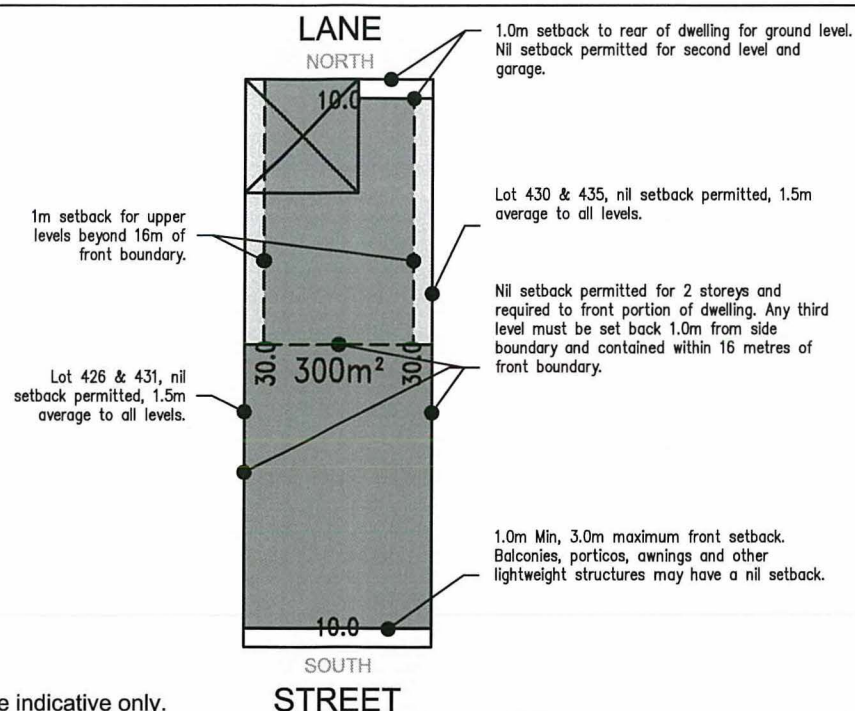 LANE
NORTH
1.0m setback to rear of dwelling for ground level.
Nil setback permitted for second level and
garage.
10.0
Lot 430 & 435, nil setback permitted, 1.5m
average to all levels.
1m setback for upper
levels beyond 16m of
front boundary.
Nil setback permitted for 2 storeys and
required to front portion of dwelling. Any third
level must be set back 1.0m from side
boundary and contained within 16 metres of
front boundary.
30.0
300m²
30.0
Lot 426 & 431, nil
setback permitted, 1.5m
average to all levels.
1.0m Min, 3.0m maximum front setback.
Balconies, porticos, awnings and other
lightweight structures may have a nil setback.
10.0
SOUTH
STREET
e indicative only.